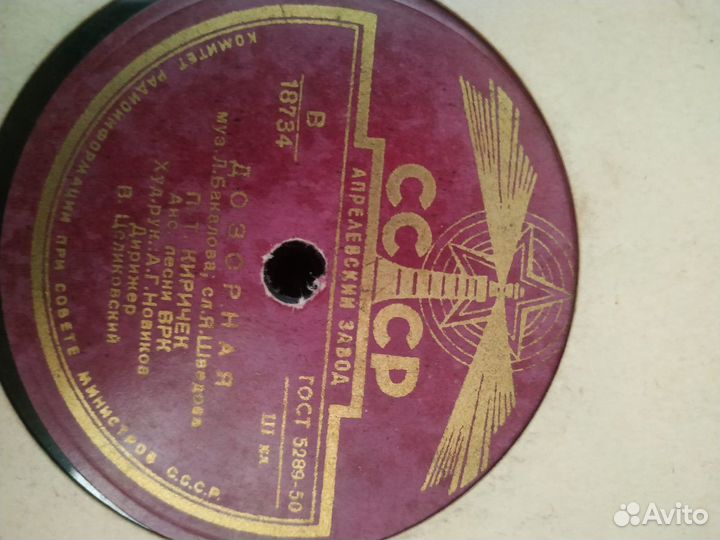 СССР
АПРЕЛЕВСКИЙ ЗАВОД
В
18734
ГОСТ 5289-50
III кл
ДОЗОРНАЯ
муз. Л. Бакалова; сл. Я. Шведова
П. Т. КИРИЧЕК
Анс. песни ВРК
Худ. рук. А. Г. Новиков
Дирижер
В. Целиковский
КОМИТЕТ РАДИОИНФОРМАЦИИ ПРИ СОВЕТЕ МИНИСТРОВ С.С.С.Р.
Avito